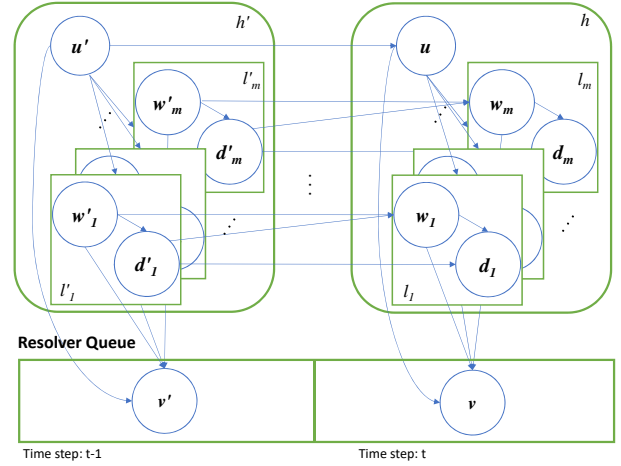 h'
h
u'
u
l'm
lm
w'm
wm
d'm
dm
w'1
w1
d'1
d1
l'1
l1
Resolver Queue
v'
v
Time step: t-1
Time step: t